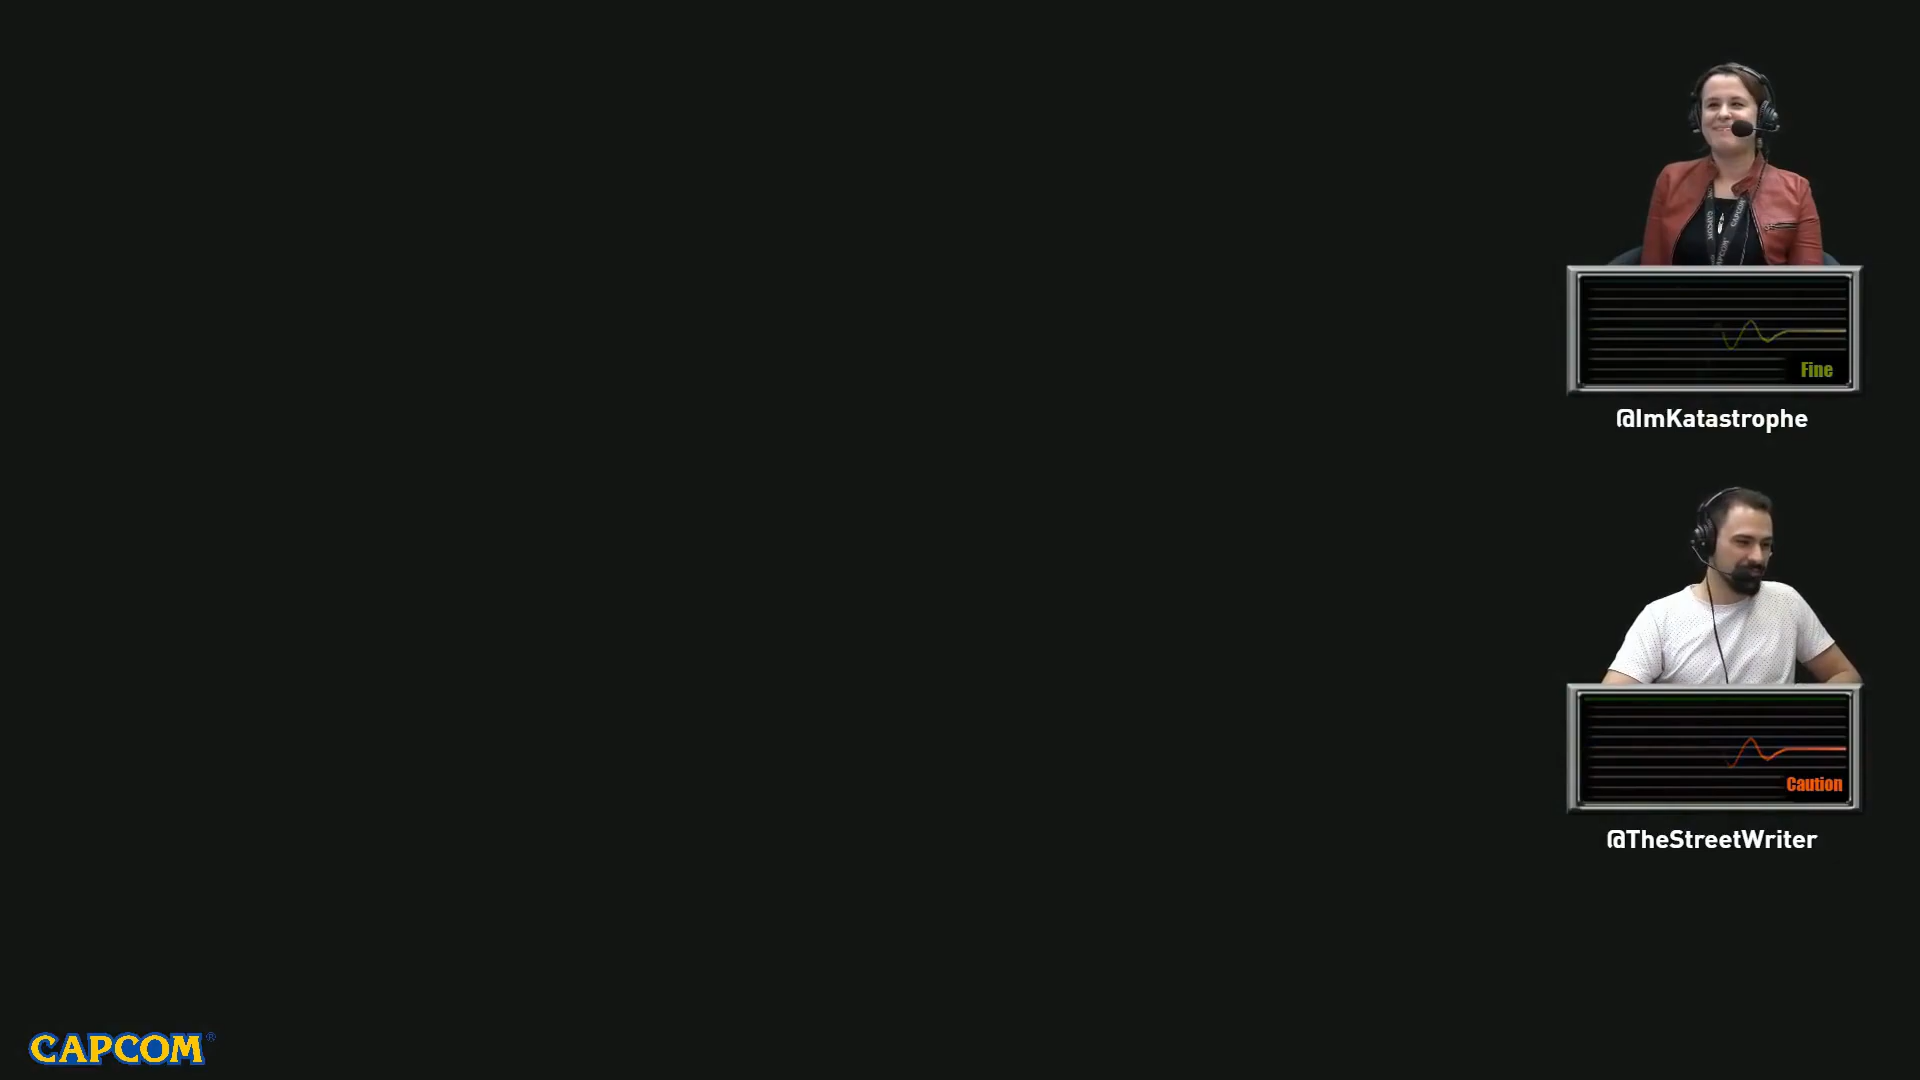 Fine
@ImKatastrophe
Caution
@TheStreetWriter
CAPCOM®